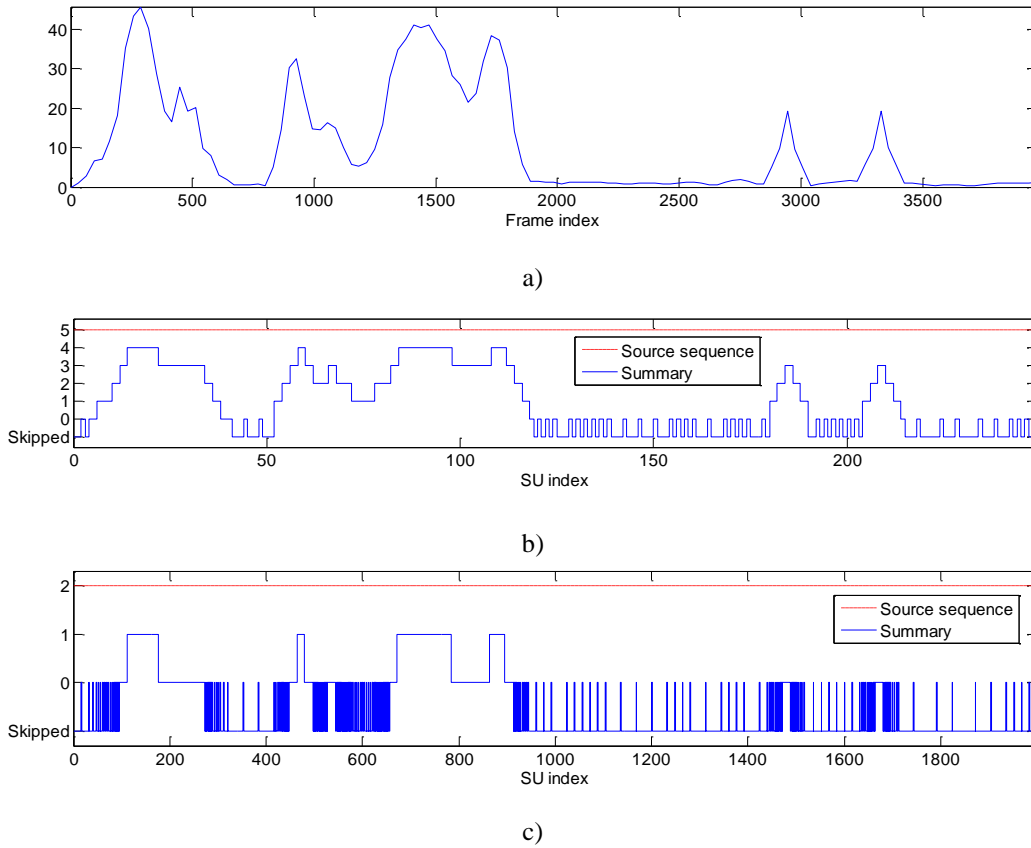 40
30
20
10
0
0 500 1000 1500 2000 2500 3000 3500
Frame index
a)
5
4
3
2
1
0
Skipped
Source sequence
Summary
0 50 100 150 200
SU index
b)
2
1
0
Skipped
Source sequence
Summary
0 200 400 600 800 1000 1200 1400 1600 1800
SU index
c)